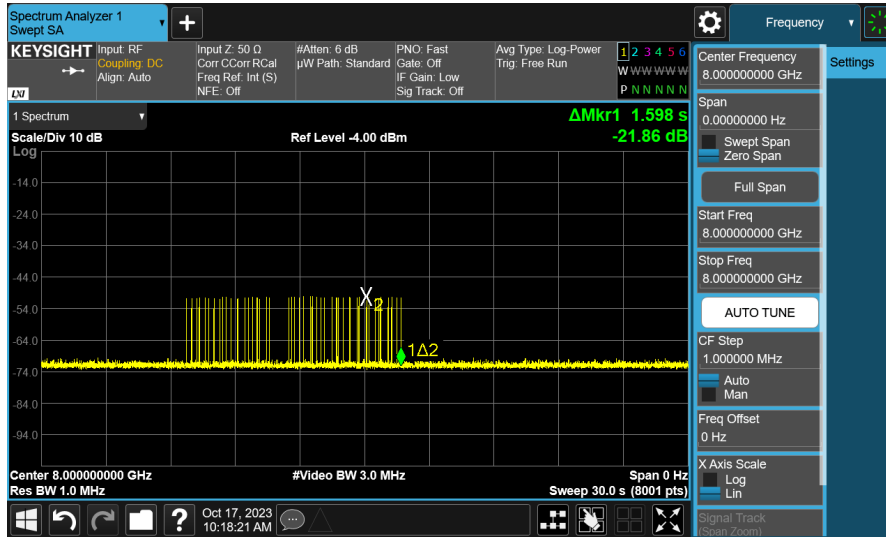 Spectrum Analyzer 1
Swept SA
+
Frequency
KEYSIGHT
Input: RF
Coupling: DC
Align: Auto
Input Z: 50 Ω
Corr CCorr RCal
Freq Ref: Int (S)
NFE: Off
#Atten: 6 dB
µW Path: Standard
PNO: Fast
Gate: Off
IF Gain: Low
Sig Track: Off
Avg Type: Log-Power
Trig: Free Run
1 2 3 4 5 6
W W W W W W
P N N N N N
LXI
1 Spectrum
Scale/Div 10 dB
Ref Level -4.00 dBm
ΔMkr1 1.598 s
-21.86 dB
Log
-14.0
-24.0
-34.0
-44.0
-54.0
-64.0
-74.0
-84.0
-94.0
X2
1Δ2
Center 8.000000000 GHz
Res BW 1.0 MHz
#Video BW 3.0 MHz
Span 0 Hz
Sweep 30.0 s (8001 pts)
Center Frequency
8.000000000 GHz
Settings
Span
0.00000000 Hz
Swept Span
Zero Span
Full Span
Start Freq
8.000000000 GHz
Stop Freq
8.000000000 GHz
AUTO TUNE
CF Step
1.000000 MHz
Auto
Man
Freq Offset
0 Hz
X Axis Scale
Log
Lin
Signal Track
(Span Zoom)
?
Oct 17, 2023
10:18:21 AM